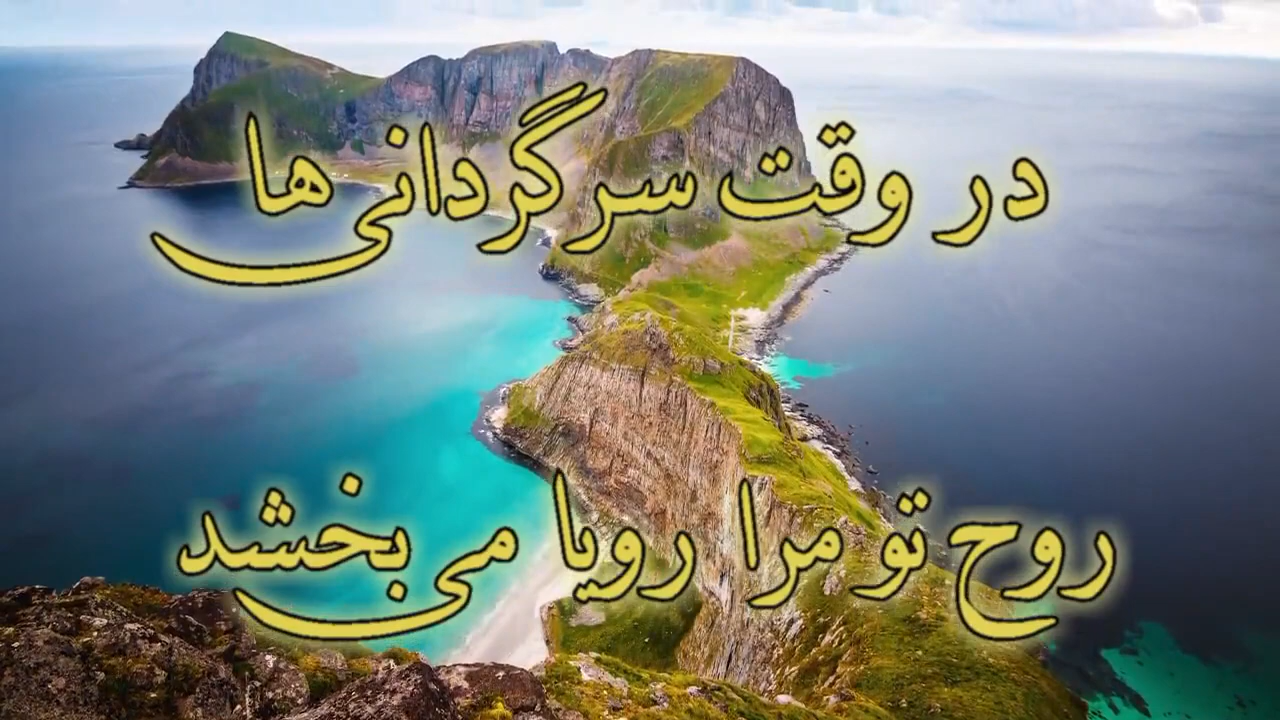 در وقت سرگردانی‌ها
روح تو مرا رویا می‌بخشد